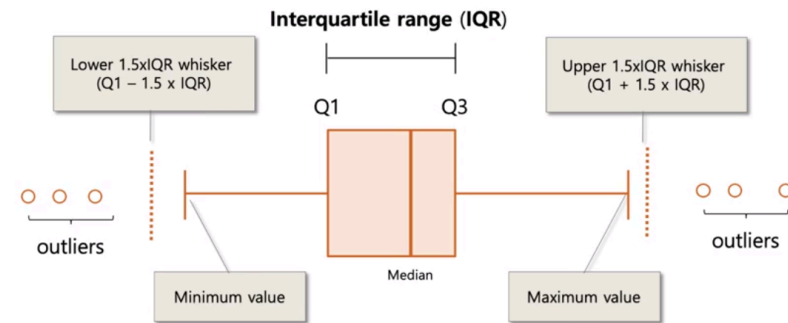 Interquartile range (IQR)
Lower 1.5xIQR whisker
(Q1 – 1.5 x IQR)
Upper 1.5xIQR whisker
(Q1 + 1.5 x IQR)
Q1
Q3
outliers
outliers
Median
Minimum value
Maximum value